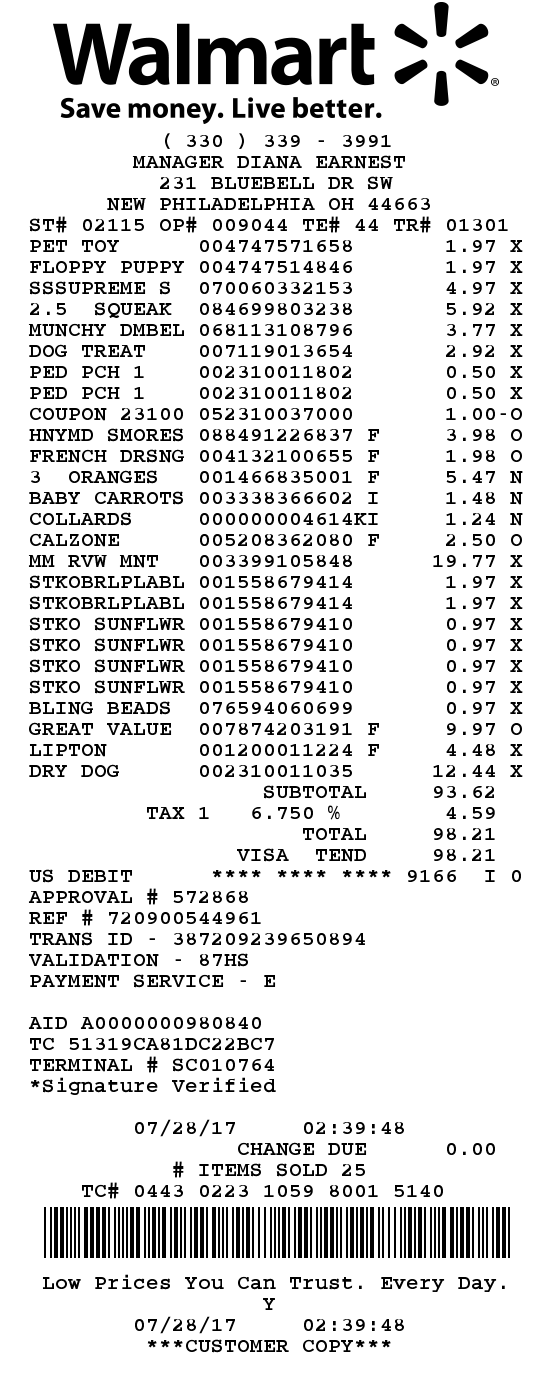 Walmart
Save money. Live better.
( 330 ) 339 - 3991
MANAGER DIANA EARNEST
231 BLUEBELL DR SW
NEW PHILADELPHIA OH 44663
ST# 02115 OP# 009044 TE# 44 TR# 01301
PET TOY 004747571658 1.97 X
FLOPPY PUPPY 004747514846 1.97 X
SSSUPREME S 070060332153 4.97 X
2.5 SQUEAK 084699803238 5.92 X
MUNCHY DMBEL 068113108796 3.77 X
DOG TREAT 007119013654 2.92 X
PED PCH 1 002310011802 0.50 X
PED PCH 1 002310011802 0.50 X
COUPON 23100 052310037000 1.00-O
HNYMD SMORES 088491226837 F 3.98 O
FRENCH DRSNG 004132100655 F 1.98 O
3 ORANGES 001466835001 F 5.47 N
BABY CARROTS 003338366602 I 1.48 N
COLLARDS 000000004614KI 1.24 N
CALZONE 005208362080 F 2.50 O
MM RVW MNT 003399105848 19.77 X
STKOBRLPLABL 001558679414 1.97 X
STKOBRLPLABL 001558679414 1.97 X
STKO SUNFLWR 001558679410 0.97 X
STKO SUNFLWR 001558679410 0.97 X
STKO SUNFLWR 001558679410 0.97 X
STKO SUNFLWR 001558679410 0.97 X
BLING BEADS 076594060699 0.97 X
GREAT VALUE 007874203191 F 9.97 O
LIPTON 001200011224 F 4.48 X
DRY DOG 002310011035 12.44 X
SUBTOTAL 93.62
TAX 1 6.750 % 4.59
TOTAL 98.21
VISA TEND 98.21
US DEBIT **** **** **** 9166 I 0
APPROVAL # 572868
REF # 720900544961
TRANS ID - 387209239650894
VALIDATION - 87HS
PAYMENT SERVICE - E
AID A0000000980840
TC 51319CA81DC22BC7
TERMINAL # SC010764
*Signature Verified
07/28/17 02:39:48
CHANGE DUE 0.00
# ITEMS SOLD 25
TC# 0443 0223 1059 8001 5140
Low Prices You Can Trust. Every Day.
Y
07/28/17 02:39:48
***CUSTOMER COPY***